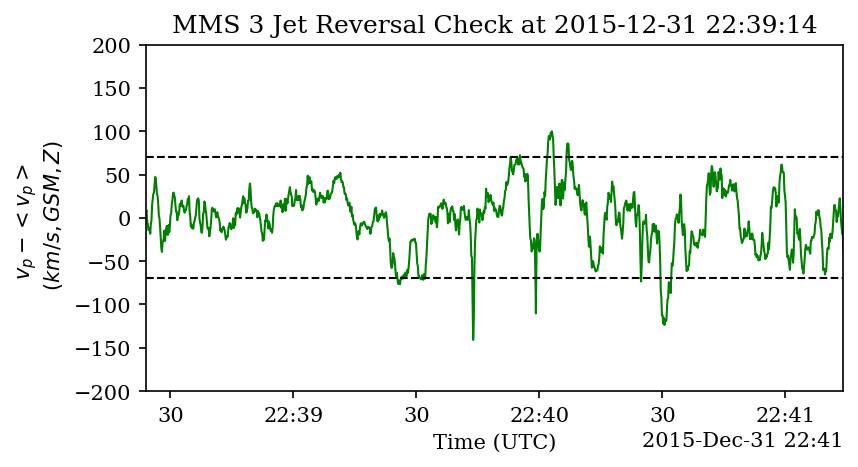 MMS 3 Jet Reversal Check at 2015-12-31 22:39:14
200
150
100
50
0
−50
−100
−150
−200
v_p − < v_p >
(km/s, GSM, Z)
30 22:39 30 22:40 30 22:41
Time (UTC)
2015-Dec-31 22:41